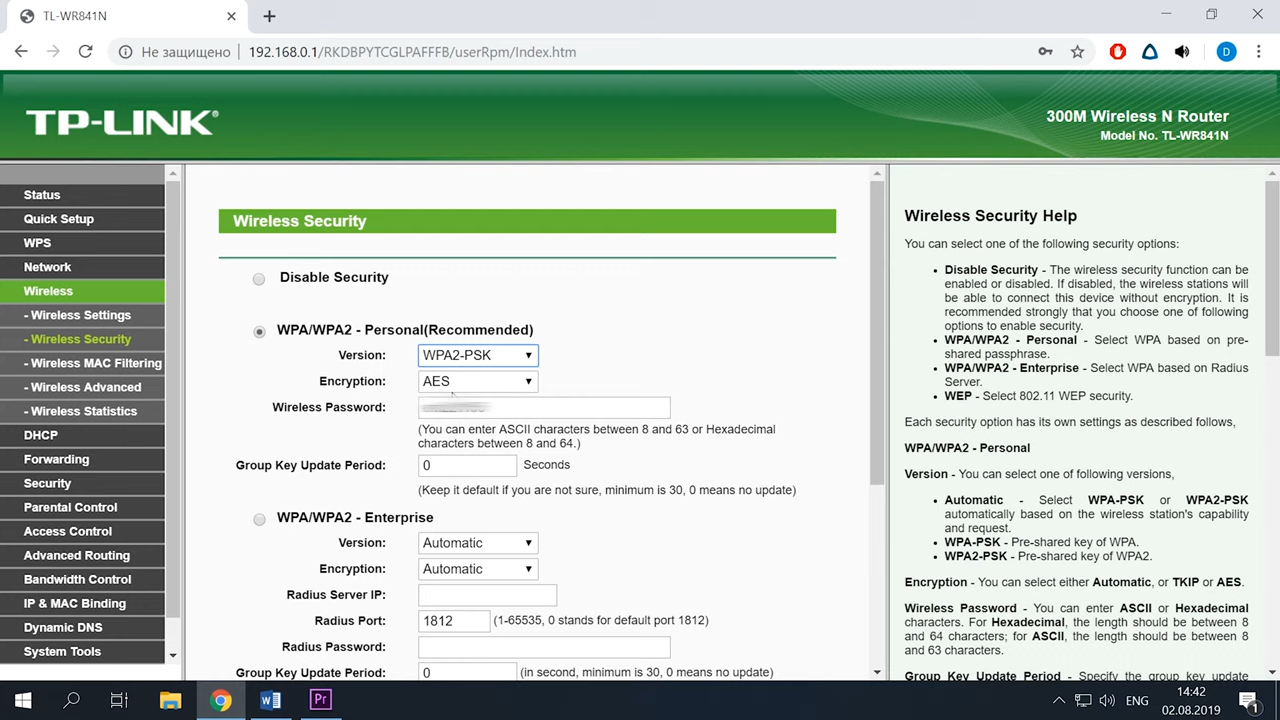 TL-WR841N
Не защищено
192.168.0.1/RKDBPYTCGLPAFFFB/userRpm/Index.htm
D
TP-LINK®
300M Wireless N Router
Model No. TL-WR841N
Status
Quick Setup
WPS
Network
Wireless
- Wireless Settings
- Wireless Security
- Wireless MAC Filtering
- Wireless Advanced
- Wireless Statistics
DHCP
Forwarding
Security
Parental Control
Access Control
Advanced Routing
Bandwidth Control
IP & MAC Binding
Dynamic DNS
System Tools
Wireless Security
Disable Security
WPA/WPA2 - Personal(Recommended)
Version: WPA2-PSK
Encryption: AES
Wireless Password:
(You can enter ASCII characters between 8 and 63 or Hexadecimal
characters between 8 and 64.)
Group Key Update Period: 0 Seconds
(Keep it default if you are not sure, minimum is 30, 0 means no update)
WPA/WPA2 - Enterprise
Version: Automatic
Encryption: Automatic
Radius Server IP:
Radius Port: 1812 (1-65535, 0 stands for default port 1812)
Radius Password:
Group Key Update Period: 0 (in second, minimum is 30, 0 means no update)
Wireless Security Help
You can select one of the following security options:
• Disable Security - The wireless security function can be
enabled or disabled. If disabled, the wireless stations will
be able to connect this device without encryption. It is
recommended strongly that you choose one of following
options to enable security.
• WPA/WPA2 - Personal - Select WPA based on pre-
shared passphrase.
• WPA/WPA2 - Enterprise - Select WPA based on Radius
Server.
• WEP - Select 802.11 WEP security.
Each security option has its own settings as described follows,
WPA/WPA2 - Personal
Version - You can select one of following versions,
• Automatic - Select WPA-PSK or WPA2-PSK
automatically based on the wireless station's capability
and request.
• WPA-PSK - Pre-shared key of WPA.
• WPA2-PSK - Pre-shared key of WPA2.
Encryption - You can select either Automatic, or TKIP or AES.
Wireless Password - You can enter ASCII or Hexadecimal
characters. For Hexadecimal, the length should be between 8
and 64 characters; for ASCII, the length should be between 8
and 63 characters.
Group Key Update Period - Specify the group key update
W
Pr
ENG
14:42
02.08.2019
1